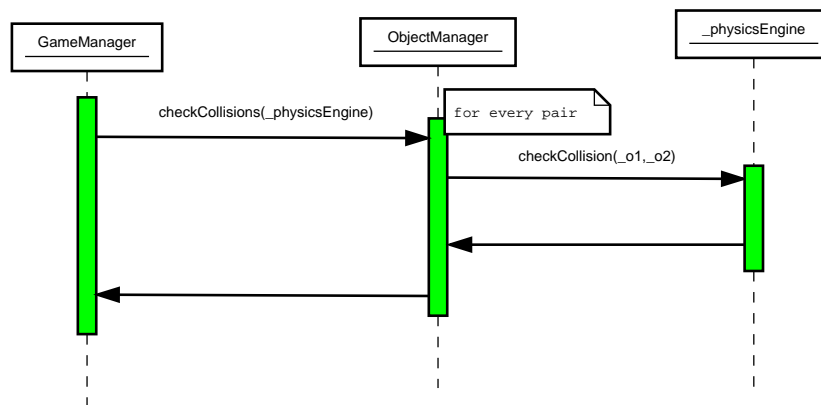 GameManager
ObjectManager
_physicsEngine
checkCollisions(_physicsEngine)
for every pair
checkCollision(_o1,_o2)